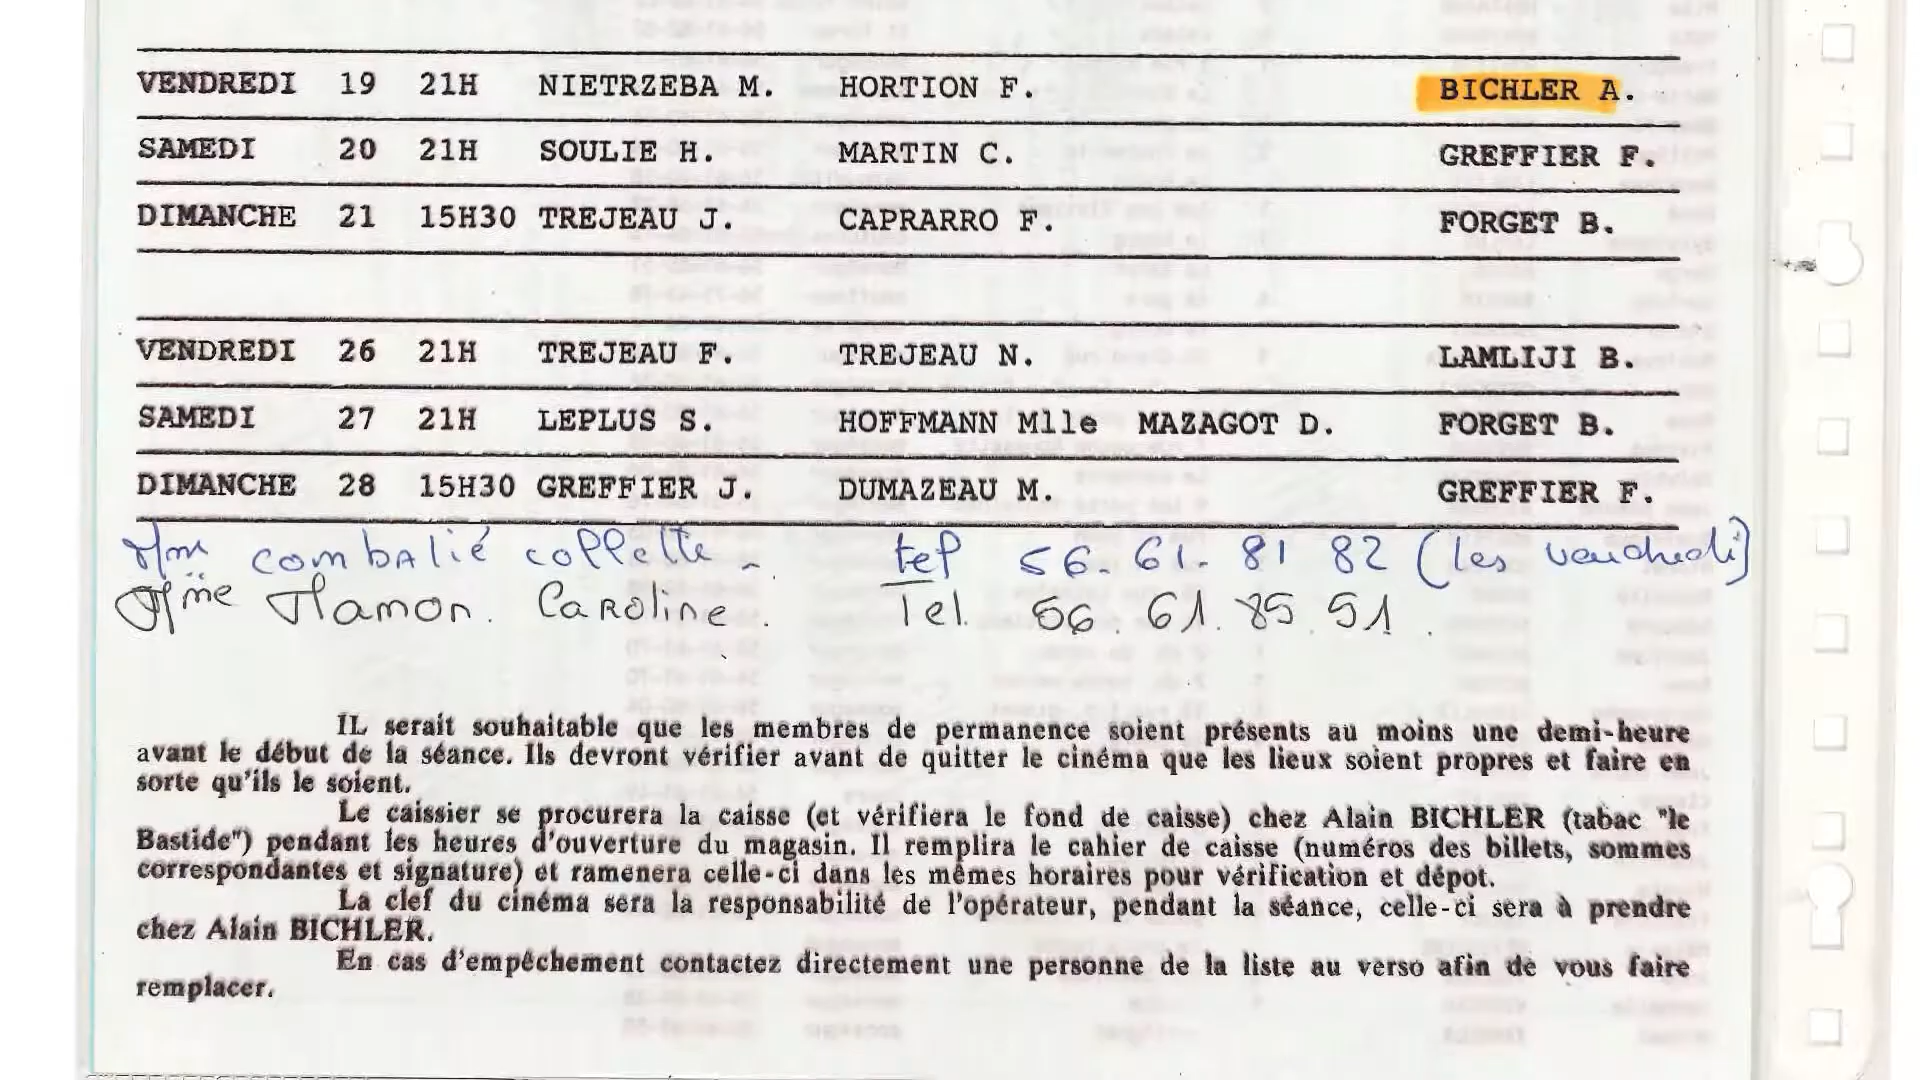 VENDREDI 19 21H NIETRZEBA M. HORTION F. BICHLER A.
SAMEDI 20 21H SOULIE H. MARTIN C. GREFFIER F.
DIMANCHE 21 15H30 TREJEAU J. CAPRARRO F. FORGET B.
VENDREDI 26 21H TREJEAU F. TREJEAU N. LAMLIJI B.
SAMEDI 27 21H LEPLUS S. HOFFMANN Mlle MAZAGOT D. FORGET B.
DIMANCHE 28 15H30 GREFFIER J. DUMAZEAU M. GREFFIER F.
Mme combalié collette - tel 56.61.81 82 (les vendredi)
Mme Hamon. Caroline. Tel. 56.61.85.51.
IL serait souhaitable que les membres de permanence soient présents au moins une demi-heure
avant le début de la séance. Ils devront vérifier avant de quitter le cinéma que les lieux soient propres et faire en
sorte qu'ils le soient.
Le caissier se procurera la caisse (et vérifiera le fond de caisse) chez Alain BICHLER (tabac "le
Bastide") pendant les heures d'ouverture du magasin. Il remplira le cahier de caisse (numéros des billets, sommes
correspondantes et signature) et ramenera celle-ci dans les mêmes horaires pour vérification et dépot.
La clef du cinéma sera la responsabilité de l'opérateur, pendant la séance, celle-ci sera à prendre
chez Alain BICHLER.
En cas d'empêchement contactez directement une personne de la liste au verso afin de vous faire
remplacer.